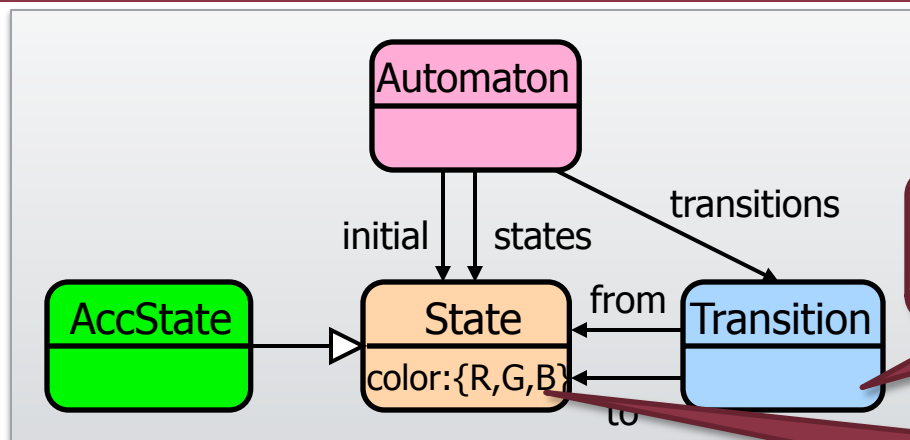 Automaton
transitions
initial
states
AccState
State
from
Transition
color:{R,G,B}
to